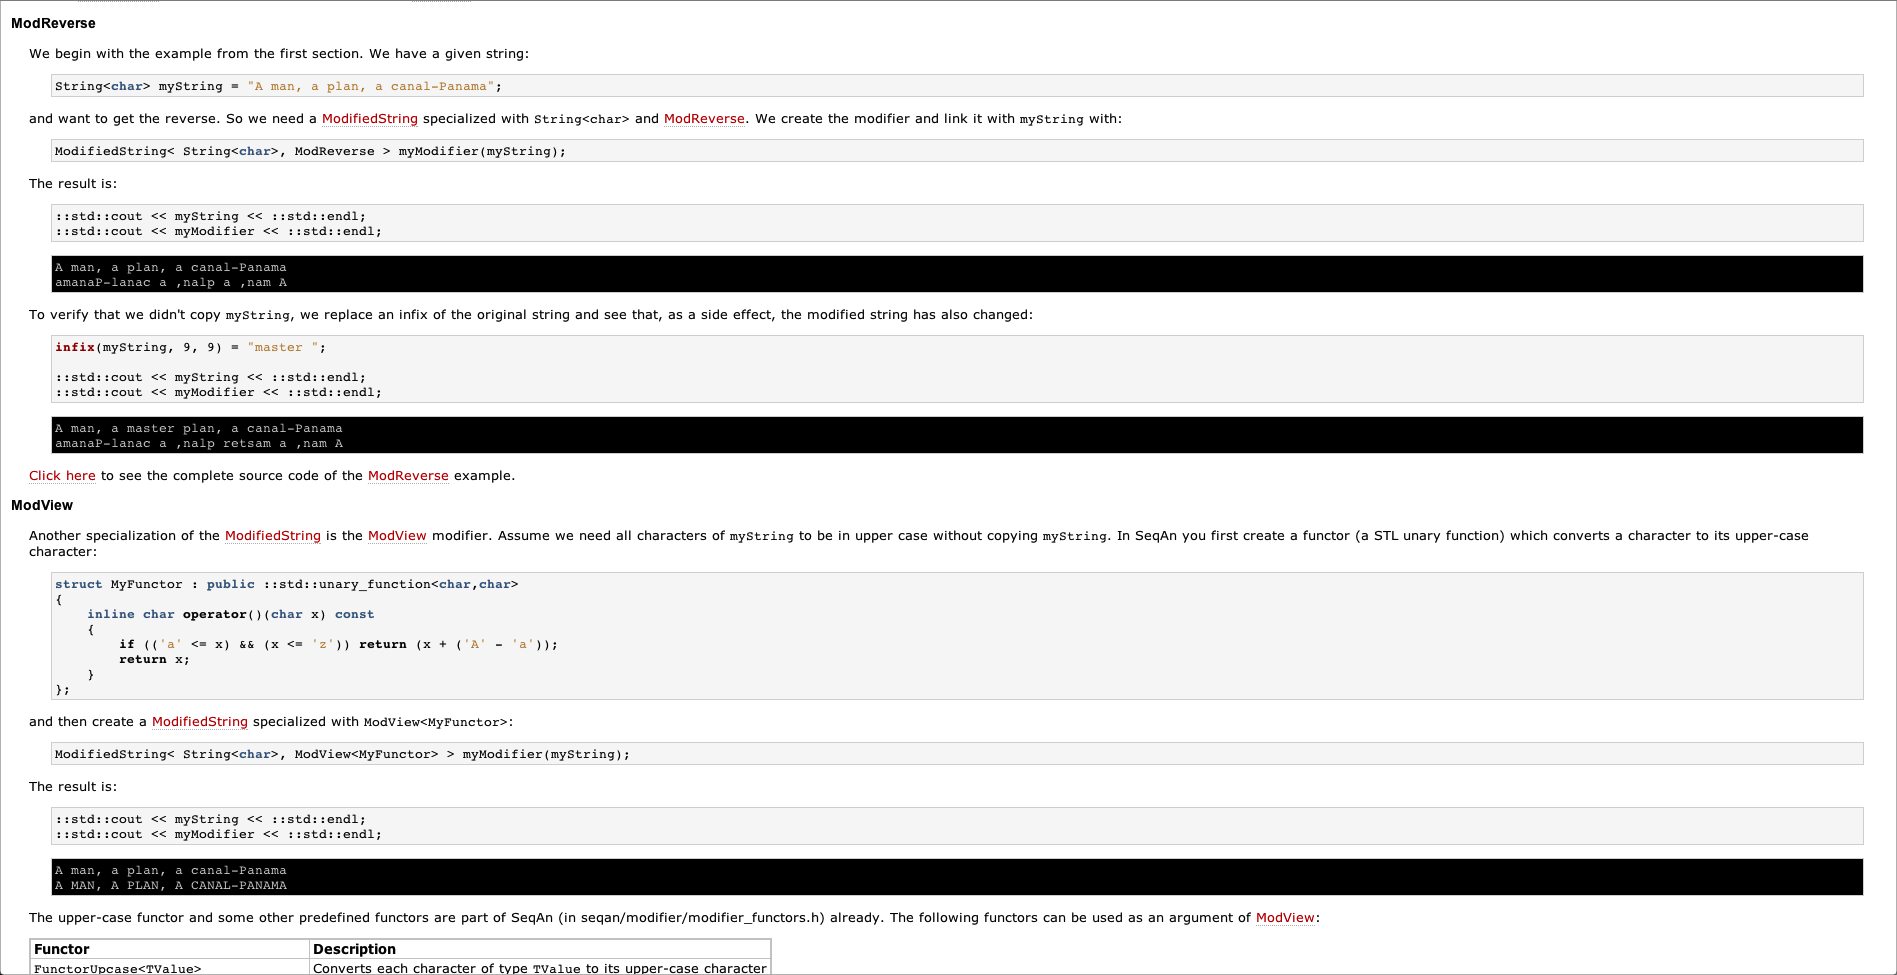 ModReverse
We begin with the example from the first section. We have a given string:
String<char> myString = "A man, a plan, a canal-Panama";
and want to get the reverse. So we need a ModifiedString specialized with String<char> and ModReverse. We create the modifier and link it with myString with:
ModifiedString< String<char>, ModReverse > myModifier(myString);
The result is:
::std::cout << myString << ::std::endl;
::std::cout << myModifier << ::std::endl;
A man, a plan, a canal-Panama
amanaP-lanac a ,nalp a ,nam A
To verify that we didn't copy myString, we replace an infix of the original string and see that, as a side effect, the modified string has also changed:
infix(myString, 9, 9) = "master ";
::std::cout << myString << ::std::endl;
::std::cout << myModifier << ::std::endl;
A man, a master plan, a canal-Panama
amanaP-lanac a ,nalp retsam a ,nam A
Click here to see the complete source code of the ModReverse example.
ModView
Another specialization of the ModifiedString is the ModView modifier. Assume we need all characters of myString to be in upper case without copying myString. In SeqAn you first create a functor (a STL unary function) which converts a character to its upper-case
character:
struct MyFunctor : public ::std::unary_function<char,char>
{
    inline char operator()(char x) const
    {
        if (('a' <= x) && (x <= 'z')) return (x + ('A' - 'a'));
        return x;
    }
};
and then create a ModifiedString specialized with ModView<MyFunctor>:
ModifiedString< String<char>, ModView<MyFunctor> > myModifier(myString);
The result is:
::std::cout << myString << ::std::endl;
::std::cout << myModifier << ::std::endl;
A man, a plan, a canal-Panama
A MAN, A PLAN, A CANAL-PANAMA
The upper-case functor and some other predefined functors are part of SeqAn (in seqan/modifier/modifier_functors.h) already. The following functors can be used as an argument of ModView:
Functor Description
FunctorUpcase<TValue> Converts each character of type TValue to its upper-case character